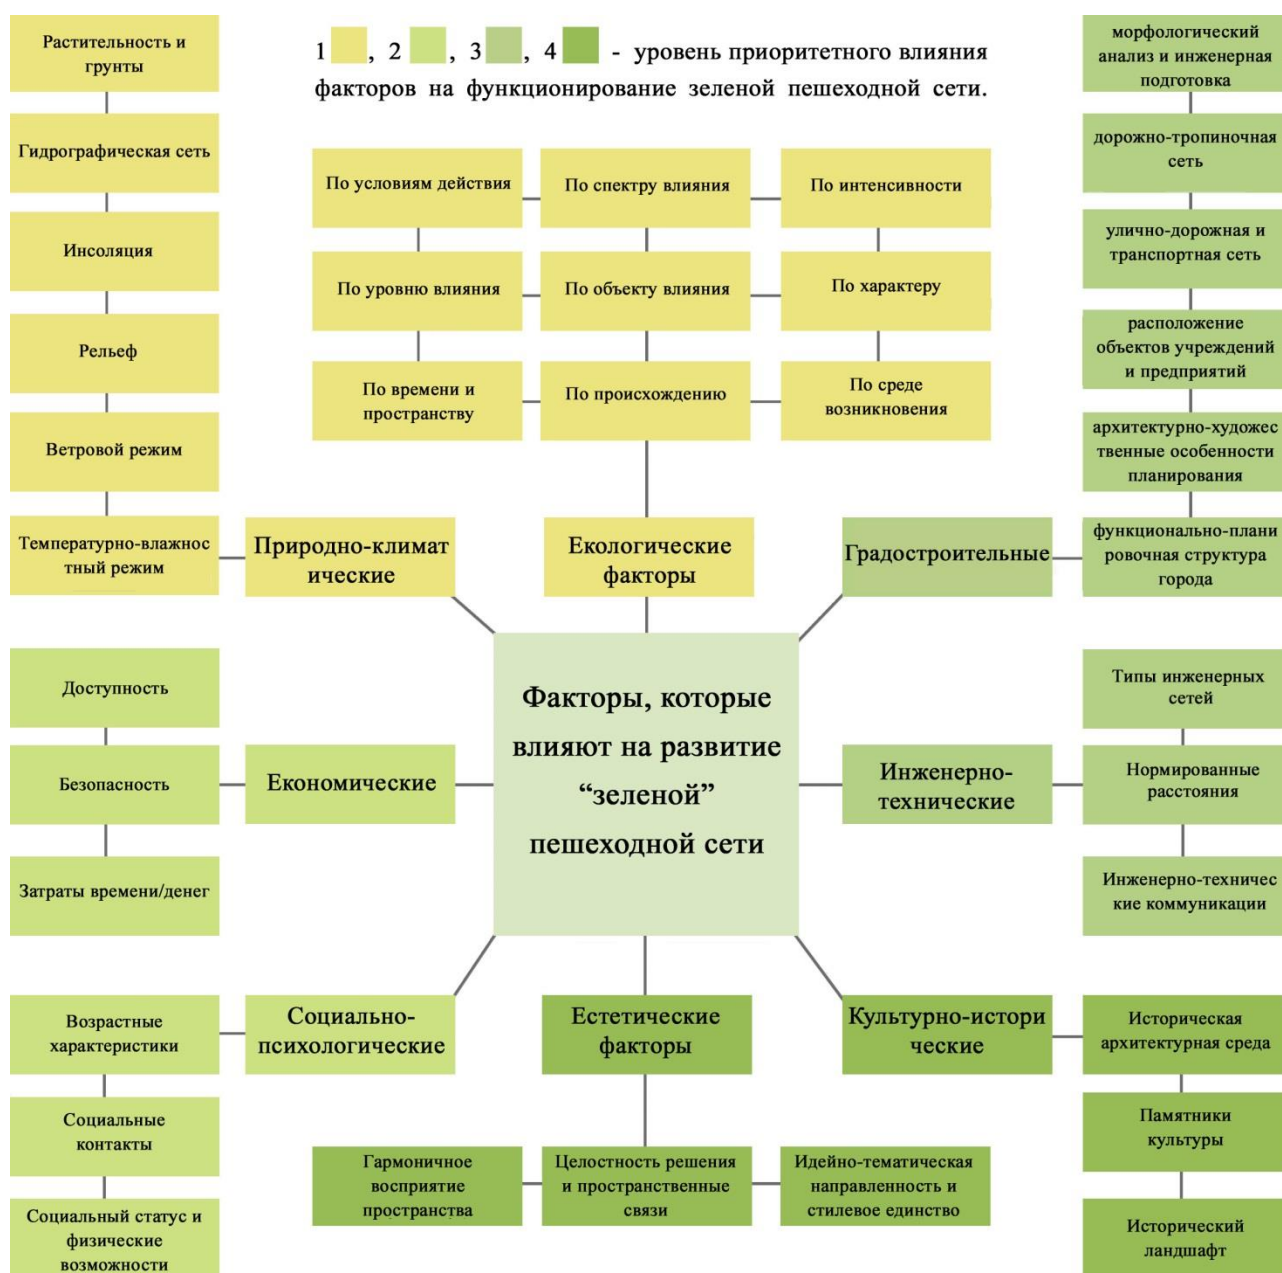 1 , 2 , 3 , 4 - уровень приоритетного влияния
факторов на функционирование зеленой пешеходной сети.
Растительность и
грунты
Гидрографическая сеть
Инсоляция
Рельеф
Ветровой режим
Температурно-влажнос
тный режим
Природно-климат
ические
По условиям действия
По спектру влияния
По интенсивности
По уровню влияния
По объекту влияния
По характеру
По времени и
пространству
По происхождению
По среде
возникновения
Екологические
факторы
морфологический
анализ и инженерная
подготовка
дорожно-тропиночная
сеть
улично-дорожная и
транспортная сеть
расположение
объектов учреждений
и предприятий
архитектурно-художес
твенные особенности
планирования
функционально-плани
ровочная структура
города
Градостроительные
Факторы, которые
влияют на развитие
“зеленой”
пешеходной сети
Доступность
Безопасность
Затраты времени/денег
Економические
Инженерно-
технические
Типы инженерных
сетей
Нормированные
расстояния
Инженерно-техничес
кие коммуникации
Возрастные
характеристики
Социальные
контакты
Социальный статус и
физические
возможности
Социально-
психологические
Естетические
факторы
Гармоничное
восприятие
пространства
Целостность решения
и пространственные
связи
Идейно-тематическая
направленность и
стилевое единство
Культурно-истори
ческие
Историческая
архитектурная среда
Памятники
культуры
Исторический
ландшафт